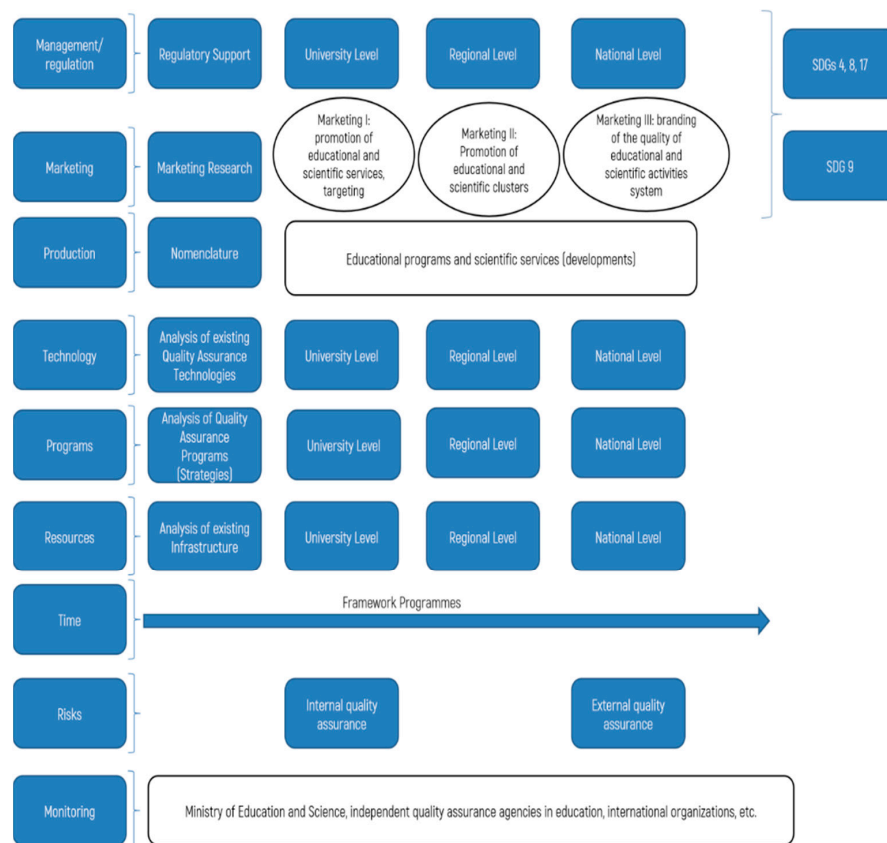 Management/
regulation
Regulatory Support
University Level
Regional Level
National Level
SDGs 4, 8, 17
Marketing
Marketing Research
Marketing I:
promotion of
educational and
scientific services,
targeting
Marketing II:
Promotion of
educational and
scientific clusters
Marketing III: branding
of the quality of
educational and
scientific activities
system
SDG 9
Production
Nomenclature
Educational programs and scientific services (developments)
Technology
Analysis of existing
Quality Assurance
Technologies
University Level
Regional Level
National Level
Programs
Analysis of Quality
Assurance
Programs
(Strategies)
University Level
Regional Level
National Level
Resources
Analysis of existing
Infrastructure
University Level
Regional Level
National Level
Time
Framework Programmes
Risks
Internal quality
assurance
External quality
assurance
Monitoring
Ministry of Education and Science, independent quality assurance agencies in education, international organizations, etc.